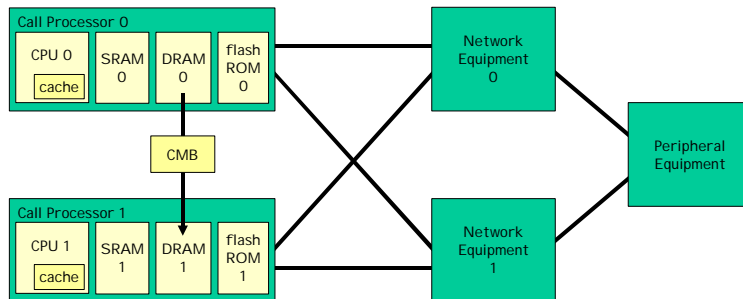 Call Processor 0
CPU 0
cache
SRAM
0
DRAM
0
flash
ROM
0
Network
Equipment
0
CMB
Peripheral
Equipment
Call Processor 1
CPU 1
cache
SRAM
1
DRAM
1
flash
ROM
1
Network
Equipment
1